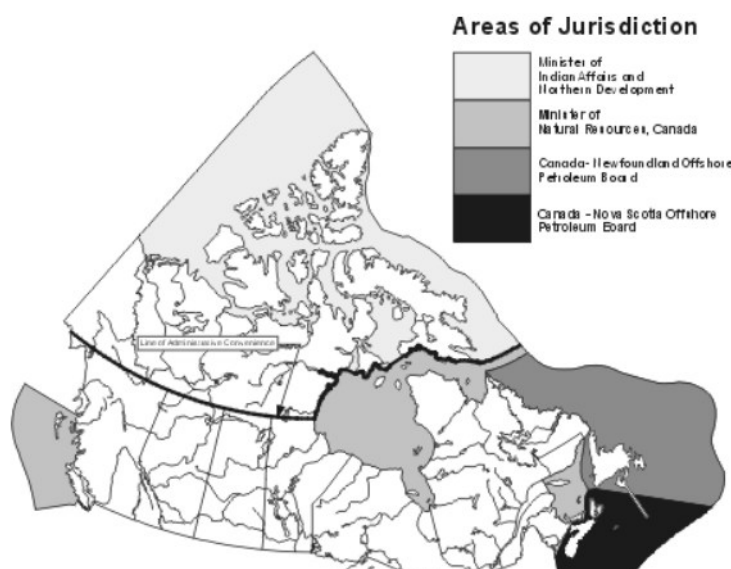 Areas of Jurisdiction
Minister of
Indian Affairs and
Northern Development
Minister of
Natural Resources, Canada
Canada - Newfoundland Offshore
Petroleum Board
Canada - Nova Scotia Offshore
Petroleum Board
Line of Administrative Convenience